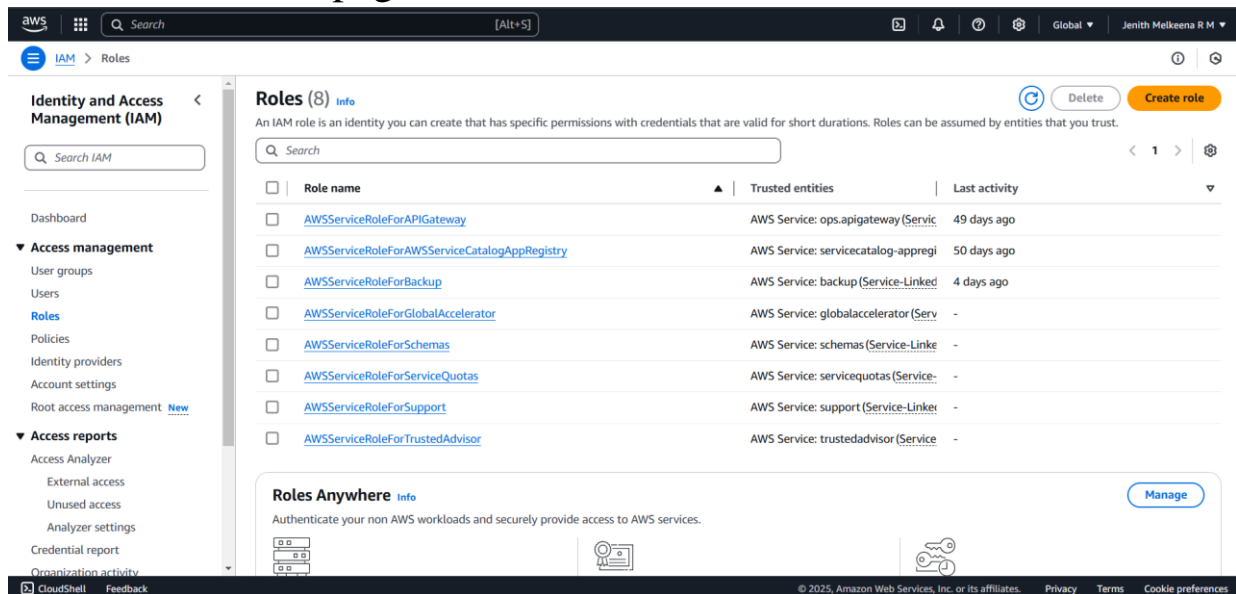 aws Search [Alt+S] Global Jenith Melkeena R M
IAM > Roles
Identity and Access Management (IAM)
Search IAM
Dashboard
Access management
User groups
Users
Roles
Policies
Identity providers
Account settings
Root access management New
Access reports
Access Analyzer
External access
Unused access
Analyzer settings
Credential report
Organization activity
Roles (8) Info
Delete
Create role
An IAM role is an identity you can create that has specific permissions with credentials that are valid for short durations. Roles can be assumed by entities that you trust.
Search
1
Role name Trusted entities Last activity
AWSServiceRoleForAPIGateway AWS Service: ops.apigateway (Servic 49 days ago
AWSServiceRoleForAWSServiceCatalogAppRegistry AWS Service: servicecatalog-appregi 50 days ago
AWSServiceRoleForBackup AWS Service: backup (Service-Linked 4 days ago
AWSServiceRoleForGlobalAccelerator AWS Service: globalaccelerator (Serv -
AWSServiceRoleForSchemas AWS Service: schemas (Service-Linke -
AWSServiceRoleForServiceQuotas AWS Service: servicequotas (Service- -
AWSServiceRoleForSupport AWS Service: support (Service-Linked -
AWSServiceRoleForTrustedAdvisor AWS Service: trustedadvisor (Service -
Roles Anywhere Info
Manage
Authenticate your non AWS workloads and securely provide access to AWS services.
CloudShell Feedback © 2025, Amazon Web Services, Inc. or its affiliates. Privacy Terms Cookie preferences